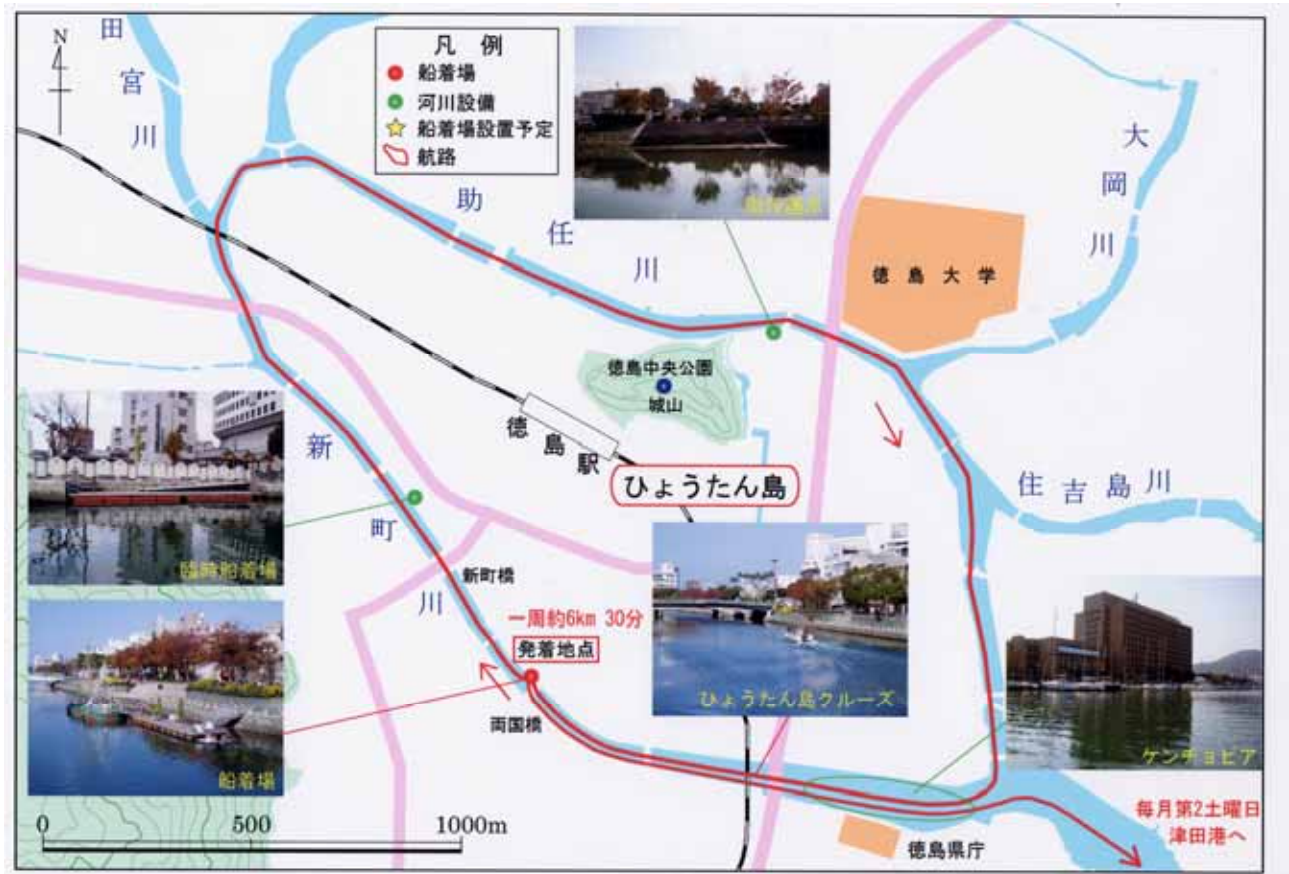 N
田宮川
凡 例
船着場
河川設備
船着場設置予定
航路
助任川
大岡川
徳島大学
徳島中央公園
城山
徳島駅
ひょうたん島
住吉島川
新町川
新町橋
臨時船着場
一周約6km 30分
発着地点
両国橋
船着場
ひょうたん島クルーズ
ケンチョピア
徳島県庁
毎月第2土曜日
津田港へ
0 500 1000m